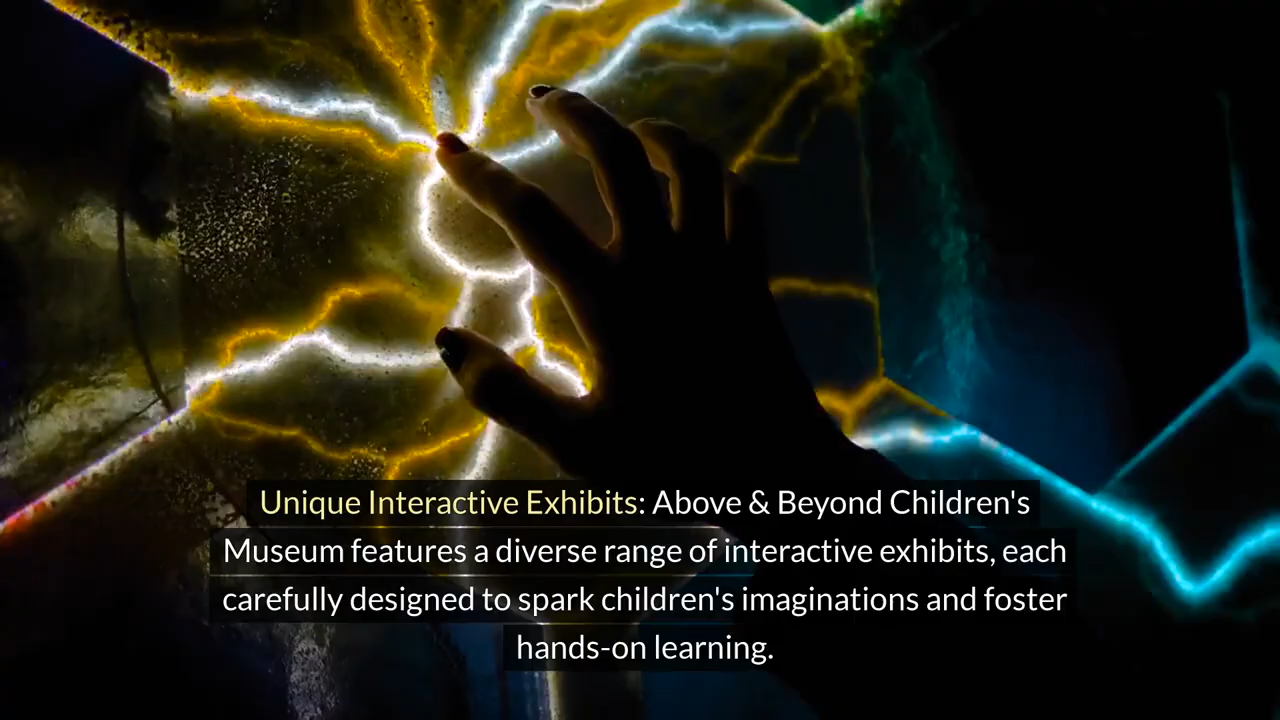 Unique Interactive Exhibits: Above & Beyond Children's
Museum features a diverse range of interactive exhibits, each
carefully designed to spark children's imaginations and foster
hands-on learning.